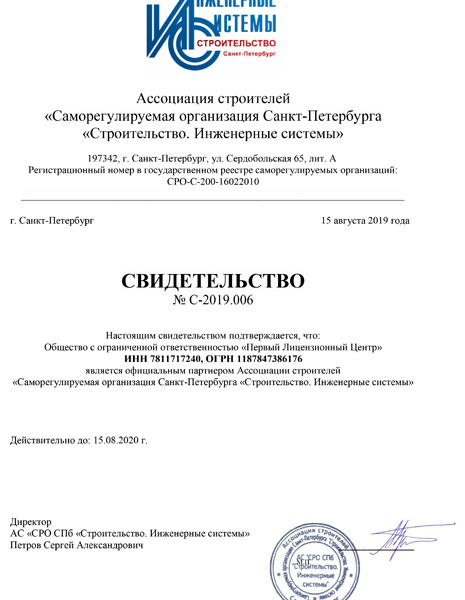 ИНЖЕНЕРНЫЕ
СИСТЕМЫ
СТРОИТЕЛЬСТВО
Санкт-Петербург
Ассоциация строителей
«Саморегулируемая организация Санкт-Петербурга
«Строительство. Инженерные системы»
197342, г. Санкт-Петербург, ул. Сердобольская 65, лит. А
Регистрационный номер в государственном реестре саморегулируемых организаций:
СРО-С-200-16022010
г. Санкт-Петербург 15 августа 2019 года
СВИДЕТЕЛЬСТВО
№ С-2019.006
Настоящим свидетельством подтверждается, что:
Общество с ограниченной ответственностью «Первый Лицензионный Центр»
ИНН 7811717240, ОГРН 1187847386176
является официальным партнером Ассоциации строителей
«Саморегулируемая организация Санкт-Петербурга «Строительство. Инженерные системы»
Действительно до: 15.08.2020 г.
Директор
АС «СРО СПб «Строительство. Инженерные системы»
Петров Сергей Александрович
АС "СРО СПб
"Строительство.
Инженерные
системы"